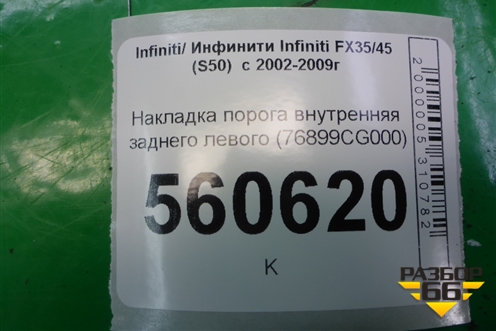 Infiniti/ Инфинити Infiniti FX35/45
(S50) с 2002-2009г
Накладка порога внутренняя
заднего левого (76899CG000)
560620
К
2000005310782
РАЗБОР
66